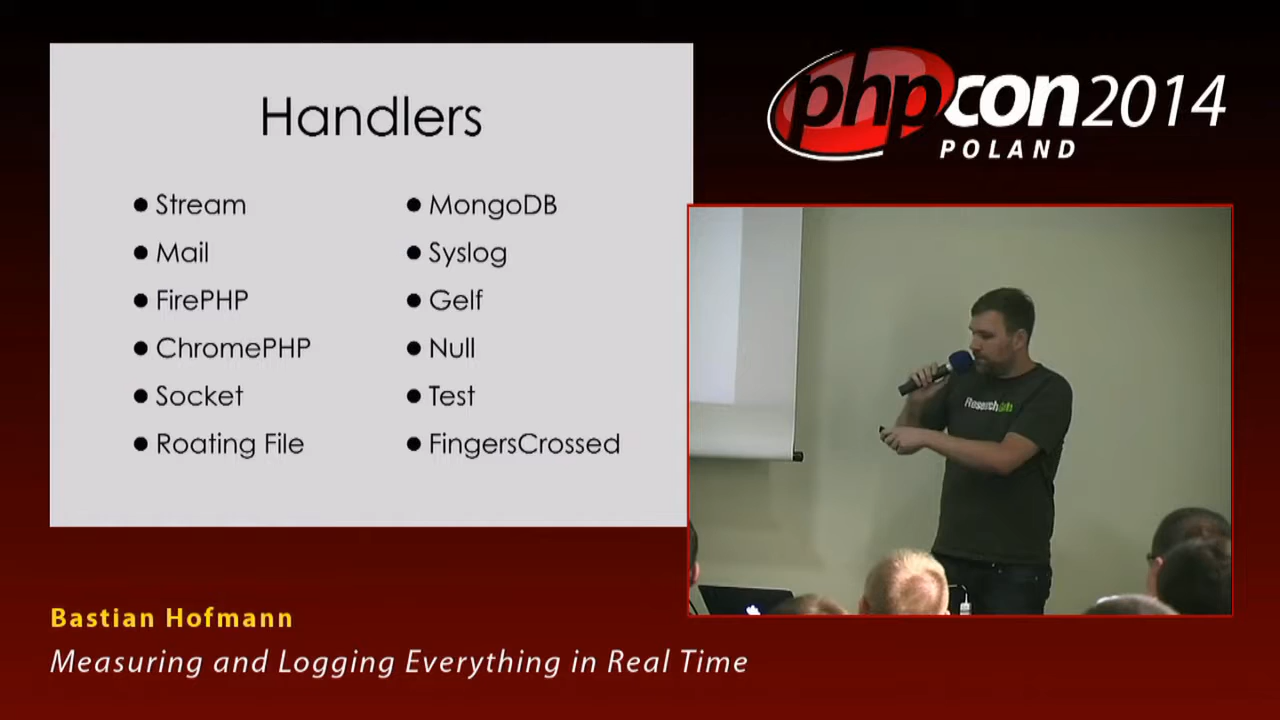 Handlers
Stream
Mail
FirePHP
ChromePHP
Socket
Roating File
MongoDB
Syslog
Gelf
Null
Test
FingersCrossed
phpcon2014
POLAND
ResearchGate
Bastian Hofmann
Measuring and Logging Everything in Real Time